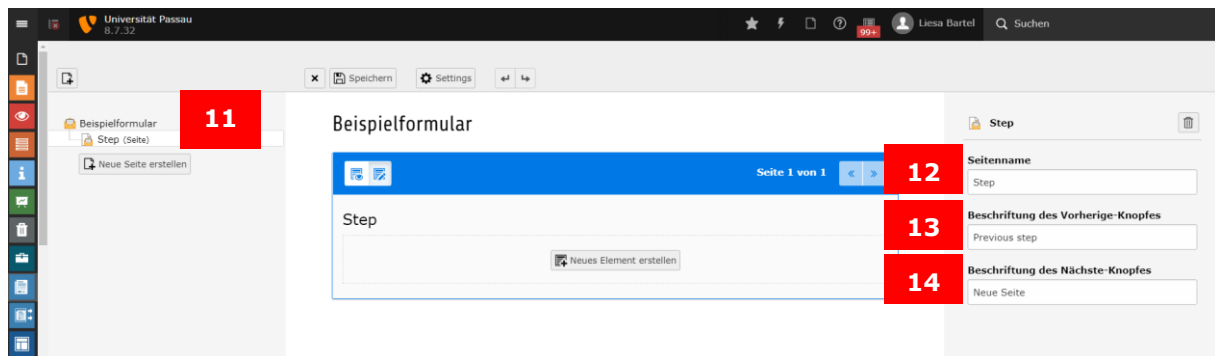 Universität Passau
8.7.32
99+
Liesa Bartel
Suchen
Speichern
Settings
Beispielformular
Step (Seite)
Neue Seite erstellen
11
Beispielformular
Seite 1 von 1
Step
Neues Element erstellen
Step
12
Seitenname
Step
13
Beschriftung des Vorherige-Knopfes
Previous step
14
Beschriftung des Nächste-Knopfes
Neue Seite